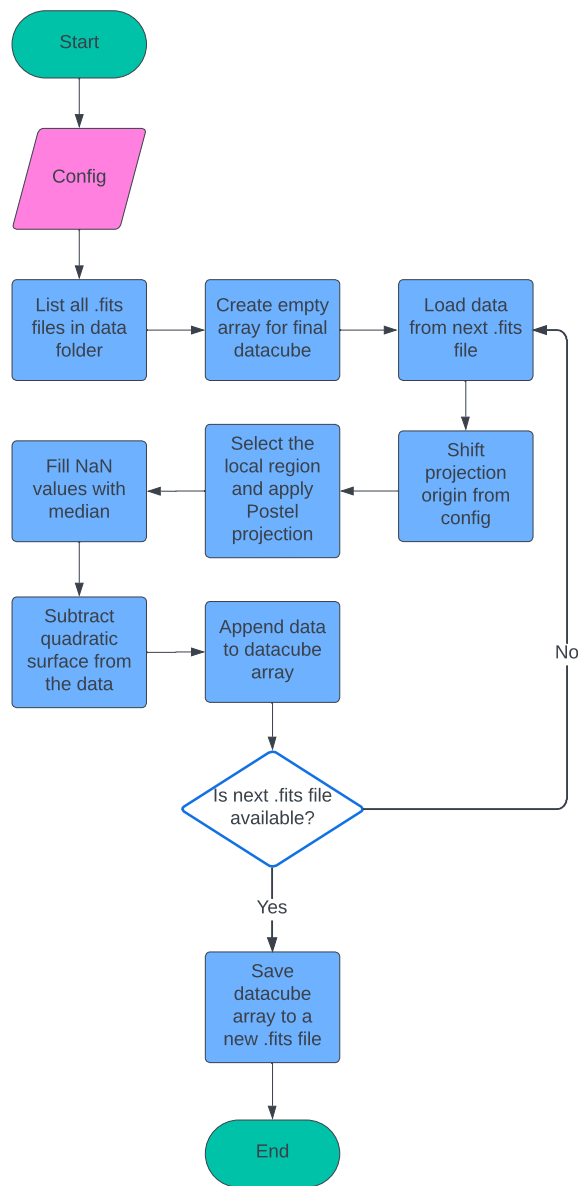 Start
Config
List all .fits
files in data
folder
Create empty
array for final
datacube
Load data
from next .fits
file
Shift
projection
origin from
config
Select the
local region
and apply
Postel
projection
Fill NaN
values with
median
Subtract
quadratic
surface from
the data
Append data
to datacube
array
No
Is next .fits file
available?
Yes
Save
datacube
array to a
new .fits file
End